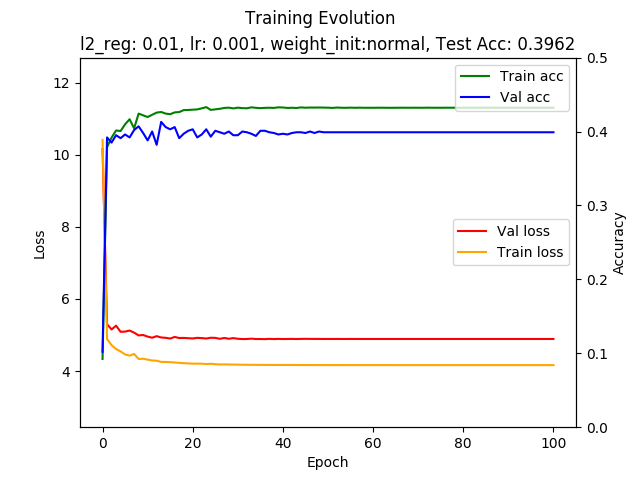 Training Evolution
l2_reg: 0.01, lr: 0.001, weight_init:normal, Test Acc: 0.3962
Train acc
Val acc
Val loss
Train loss
12
10
8
6
4
Loss
0.5
0.4
0.3
0.2
0.1
0.0
Accuracy
0 20 40 60 80 100
Epoch